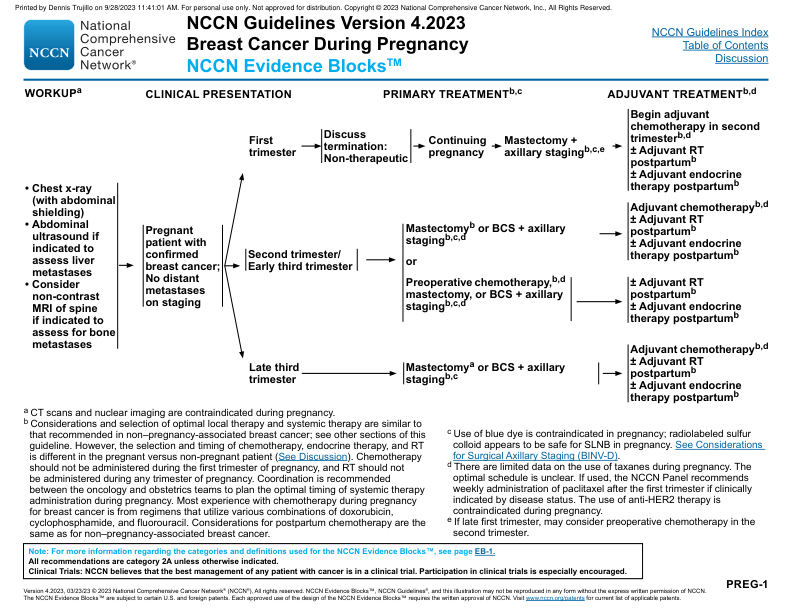 Printed by Dennis Trujillo on 9/28/2023 11:41:01 AM. For personal use only. Not approved for distribution. Copyright © 2023 National Comprehensive Cancer Network, Inc., All Rights Reserved.
NCCN
National
Comprehensive
Cancer
Network®
NCCN Guidelines Version 4.2023
Breast Cancer During Pregnancy
NCCN Evidence Blocks™
NCCN Guidelines Index
Table of Contents
Discussion
WORKUPa
CLINICAL PRESENTATION
PRIMARY TREATMENTb,c
ADJUVANT TREATMENTb,d
• Chest x-ray
(with abdominal
shielding)
• Abdominal
ultrasound if
indicated to
assess liver
metastases
• Consider
non-contrast
MRI of spine
if indicated to
assess for bone
metastases
Pregnant
patient with
confirmed
breast cancer;
No distant
metastases
on staging
First
trimester
Discuss
termination:
Non-therapeutic
Continuing
pregnancy
Mastectomy +
axillary stagingb,c,e
Begin adjuvant
chemotherapy in second
trimesterb,d
± Adjuvant RT
postpartumb
± Adjuvant endocrine
therapy postpartumb
Second trimester/
Early third trimester
Mastectomyb or BCS + axillary
stagingb,c,d
or
Preoperative chemotherapy,b,d
mastectomy, or BCS + axillary
stagingb,c,d
Adjuvant chemotherapyb,d
± Adjuvant RT
postpartumb
± Adjuvant endocrine
therapy postpartumb
± Adjuvant RT
postpartumb
± Adjuvant endocrine
therapy postpartumb
Late third
trimester
Mastectomya or BCS + axillary
stagingb,c
Adjuvant chemotherapyb,d
± Adjuvant RT
postpartumb
± Adjuvant endocrine
therapy postpartumb
a CT scans and nuclear imaging are contraindicated during pregnancy.
b Considerations and selection of optimal local therapy and systemic therapy are similar to
that recommended in non–pregnancy-associated breast cancer; see other sections of this
guideline. However, the selection and timing of chemotherapy, endocrine therapy, and RT
is different in the pregnant versus non-pregnant patient (See Discussion). Chemotherapy
should not be administered during the first trimester of pregnancy, and RT should not
be administered during any trimester of pregnancy. Coordination is recommended
between the oncology and obstetrics teams to plan the optimal timing of systemic therapy
administration during pregnancy. Most experience with chemotherapy during pregnancy
for breast cancer is from regimens that utilize various combinations of doxorubicin,
cyclophosphamide, and fluorouracil. Considerations for postpartum chemotherapy are the
same as for non–pregnancy-associated breast cancer.
c Use of blue dye is contraindicated in pregnancy; radiolabeled sulfur
colloid appears to be safe for SLNB in pregnancy. See Considerations
for Surgical Axillary Staging (BINV-D).
d There are limited data on the use of taxanes during pregnancy. The
optimal schedule is unclear. If used, the NCCN Panel recommends
weekly administration of paclitaxel after the first trimester if clinically
indicated by disease status. The use of anti-HER2 therapy is
contraindicated during pregnancy.
e If late first trimester, may consider preoperative chemotherapy in the
second trimester.
Note: For more information regarding the categories and definitions used for the NCCN Evidence Blocks™, see page EB-1.
All recommendations are category 2A unless otherwise indicated.
Clinical Trials: NCCN believes that the best management of any patient with cancer is in a clinical trial. Participation in clinical trials is especially encouraged.
PREG-1
Version 4.2023, 03/23/23 © 2023 National Comprehensive Cancer Network® (NCCN®), All rights reserved. NCCN Evidence Blocks™, NCCN Guidelines®, and this illustration may not be reproduced in any form without the express written permission of NCCN.
The NCCN Evidence Blocks™ are subject to certain U.S. and foreign patents. Each approved use of the design of the NCCN Evidence Blocks™ requires the written approval of NCCN. Visit www.nccn.org/patents for current list of applicable patents.